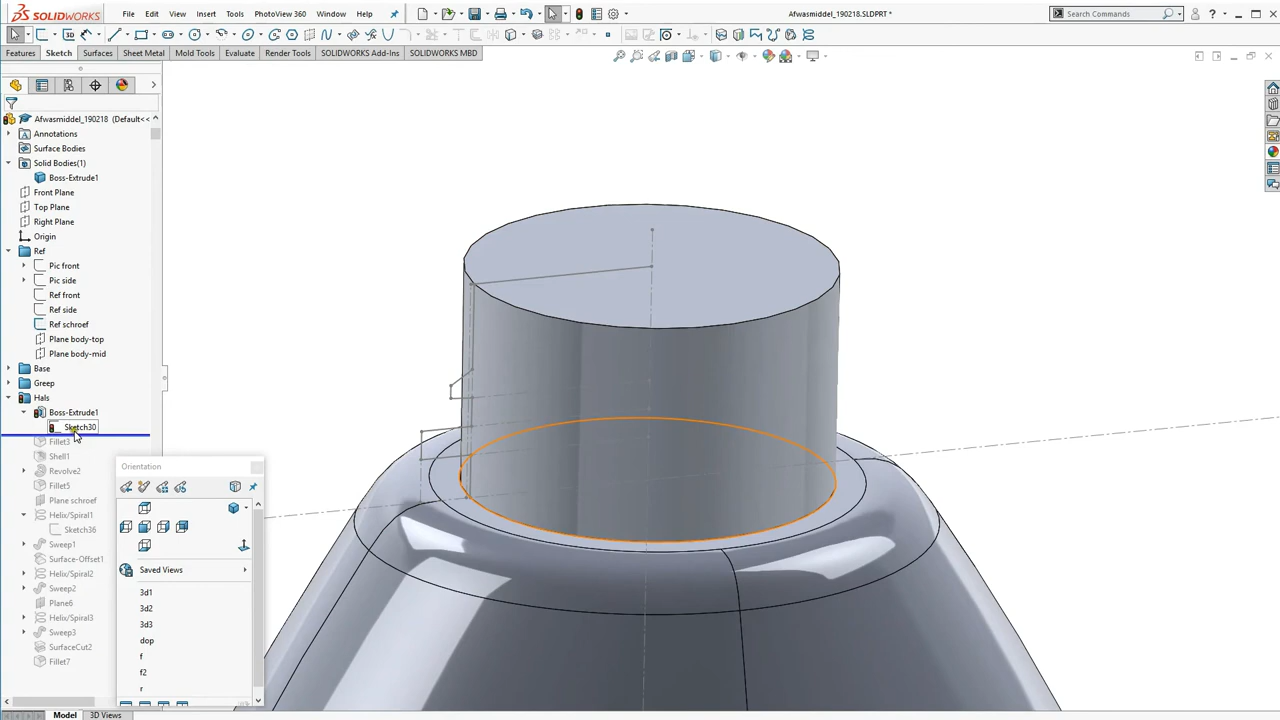 SOLIDWORKS File Edit View Insert Tools PhotoView 360 Window Help Afwasmiddel_190218.SLDPRT * Search Commands
Features Sketch Surfaces Sheet Metal Mold Tools Evaluate Render Tools SOLIDWORKS Add-Ins SOLIDWORKS MBD
Afwasmiddel_190218 (Default<<
Annotations
Surface Bodies
Solid Bodies(1)
Boss-Extrude1
Front Plane
Top Plane
Right Plane
Origin
Ref
Pic front
Pic side
Ref front
Ref side
Ref schroef
Plane body-top
Plane body-mid
Base
Greep
Hals
Boss-Extrude1
Sketch30
Fillet3
Shell1
Revolve2
Fillet5
Plane schroef
Helix/Spiral1
Sketch36
Sweep1
Surface-Offset1
Helix/Spiral2
Sweep2
Plane6
Helix/Spiral3
Sweep3
SurfaceCut2
Fillet7
Orientation
Saved Views
3d1
3d2
3d3
dop
f
f2
r
Model 3D Views